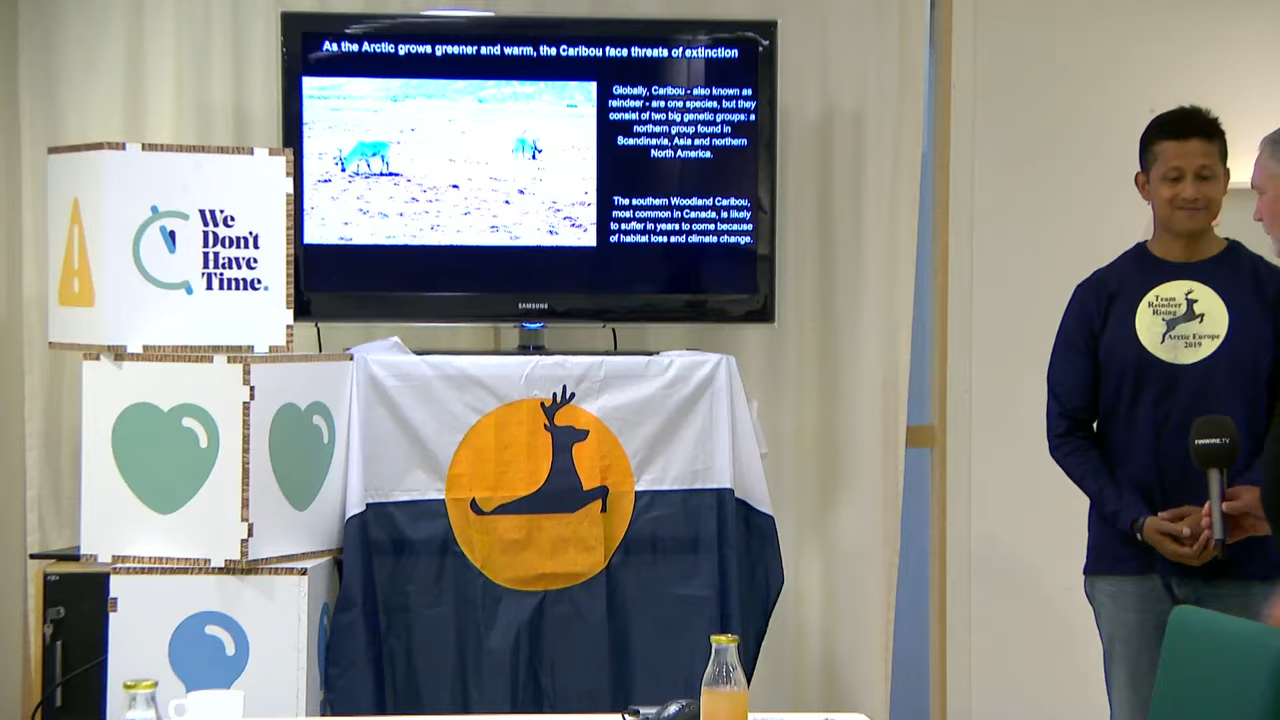 As the Arctic grows greener and warm, the Caribou face threats of extinction
Globally, Caribou - also known as
reindeer - are one species, but they
consist of two big genetic groups: a
northern group found in
Scandinavia, Asia and northern
North America.
The southern Woodland Caribou,
most common in Canada, is likely
to suffer in years to come because
of habitat loss and climate change.
SAMSUNG
We
Don't
Have
Time.
Team
Reindeer
Rising
Arctic Europe
2019
FINWIRE.TV